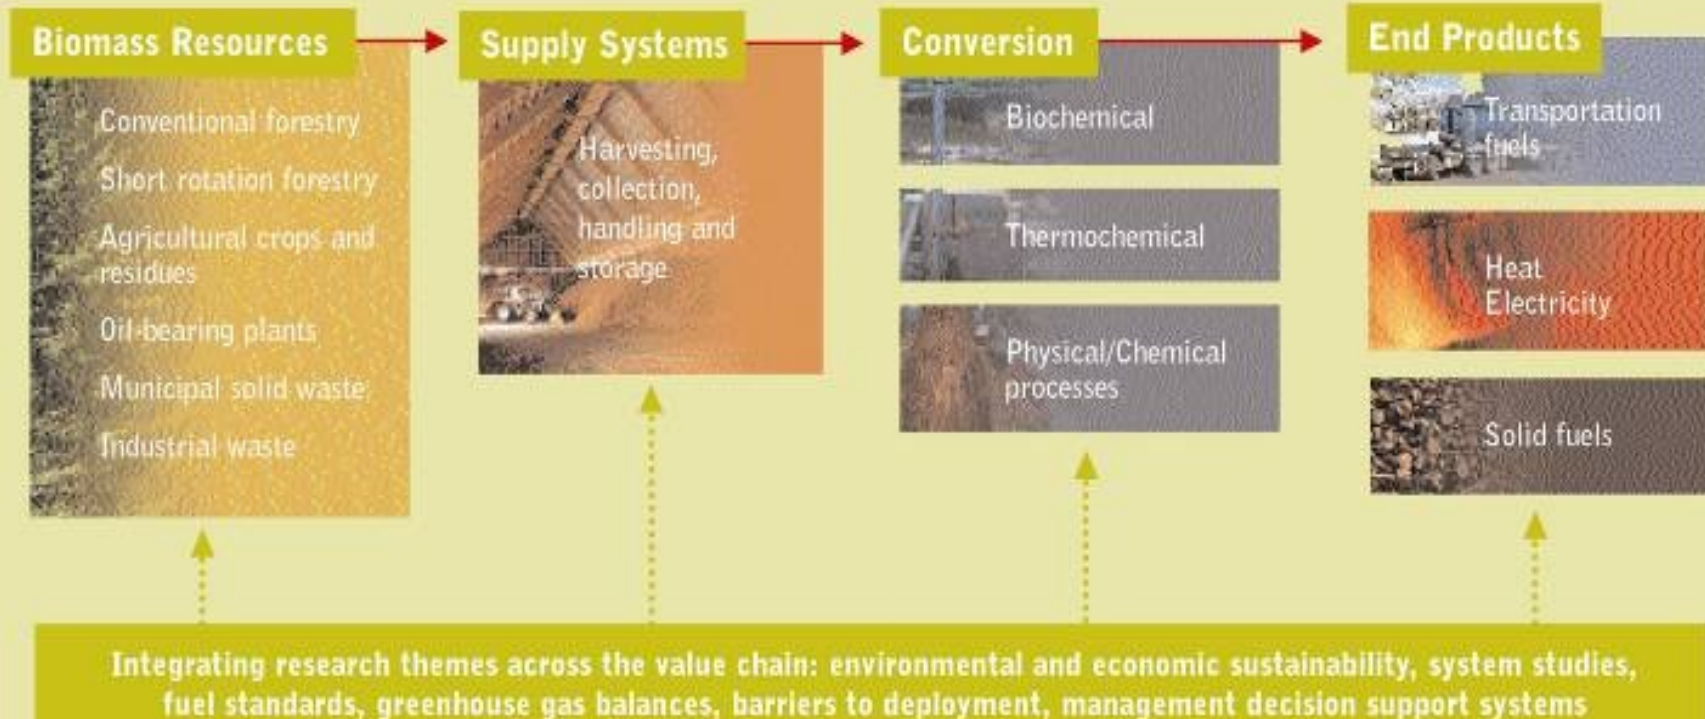 Biomass Resources
Conventional forestry
Short rotation forestry
Agricultural crops and
residues
Oil-bearing plants
Municipal solid waste
Industrial waste
Supply Systems
Harvesting,
collection,
handling and
storage
Conversion
Biochemical
Thermochemical
Physical/Chemical
processes
End Products
Transportation
fuels
Heat
Electricity
Solid fuels
Integrating research themes across the value chain: environmental and economic sustainability, system studies,
fuel standards, greenhouse gas balances, barriers to deployment, management decision support systems